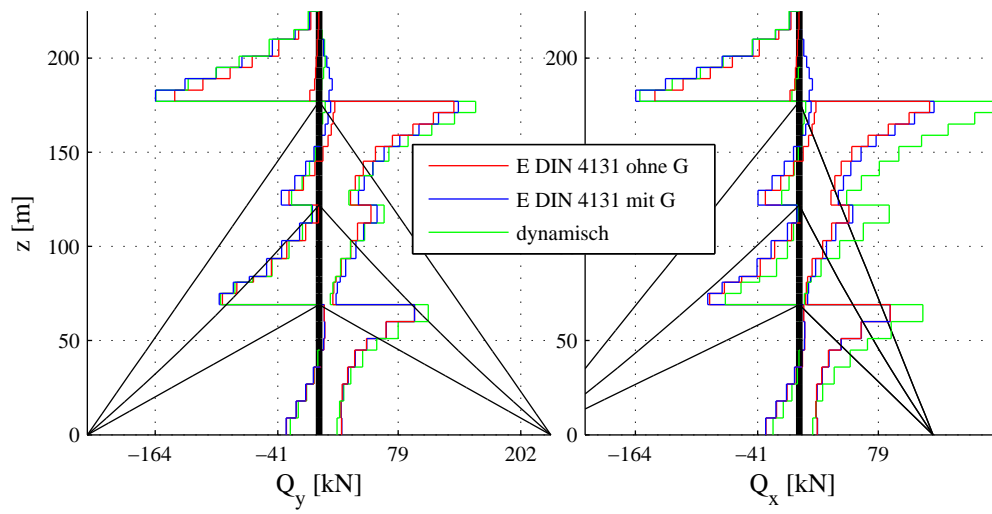 200
150
100
50
0
z [m]
E DIN 4131 ohne G
E DIN 4131 mit G
dynamisch
−164 −41 79 202
Q_y [kN]
50
0
200
150
100
−164 −41 79
Q_x [kN]